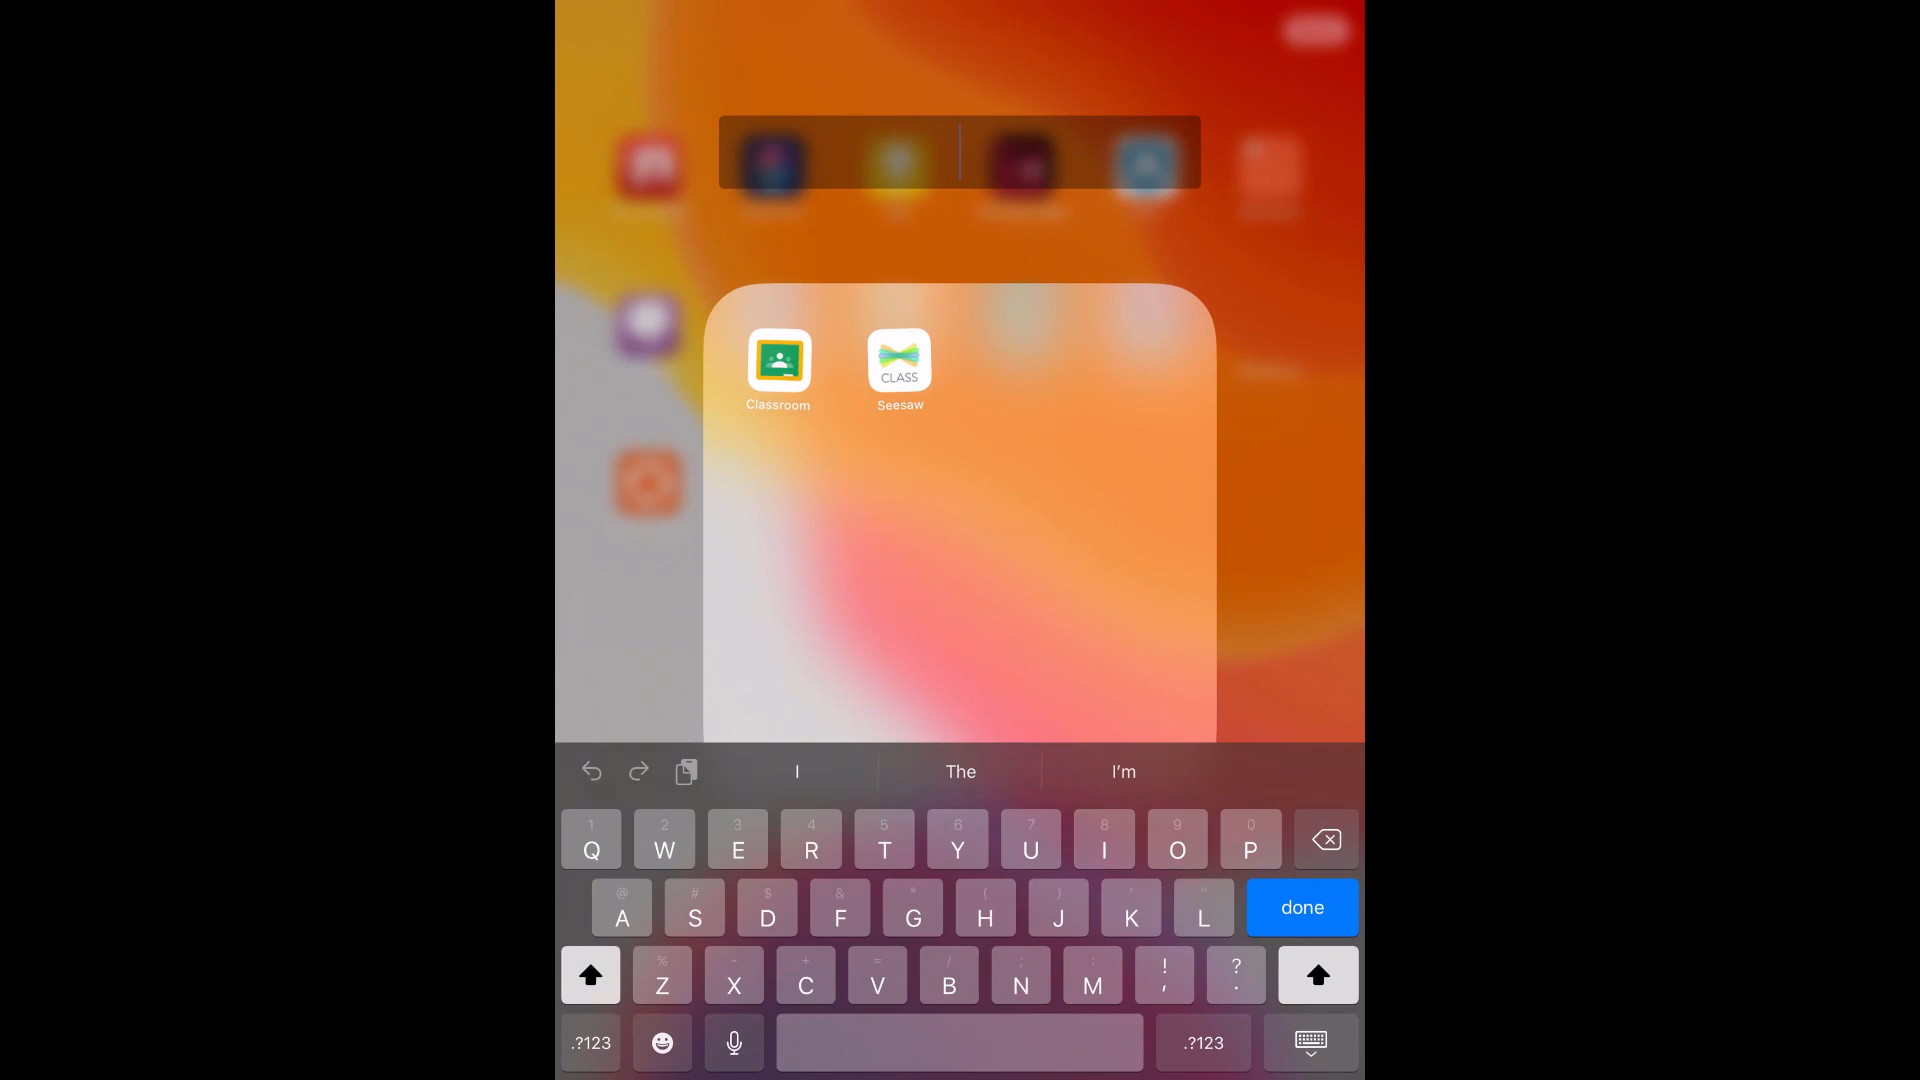 CLASS
Classroom Seesaw
I The I'm
1 2 3 4 5 6 7 8 9 0
Q W E R T Y U I O P
@ # $ & * ( ) ' "
A S D F G H J K L done
% - + = / ; : ! ?
Z X C V B N M , .
.?123 .?123